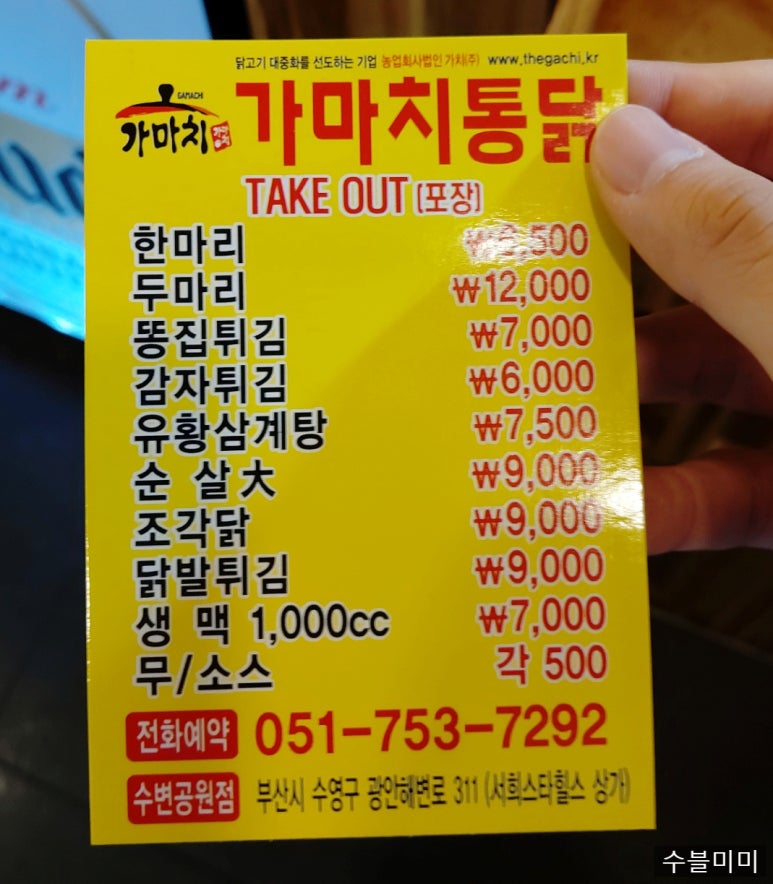 닭고기 대중화를 선도하는 기업 농업회사법인 가치(주) www.thegachi.kr
GAMACHI
가마치
가마치통닭
TAKE OUT (포장)
한마리 ₩6,500
두마리 ₩12,000
똥집튀김 ₩7,000
감자튀김 ₩6,000
유황삼계탕 ₩7,500
순 살大 ₩9,000
조각닭 ₩9,000
닭발튀김 ₩9,000
생 맥 1,000cc ₩7,000
무/소스 각 500
전화예약 051-753-7292
수변공원점 부산시 수영구 광안해변로 311 (서희스타힐스 상가)
수블미미